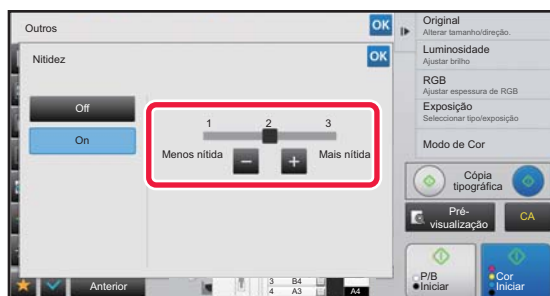 Outros
OK
Nitidez
OK
Off
On
1 2 3
Menos nítida
Mais nítida
Anterior
3 B4
4 A3
A4
Original
Alterar tamanho/direção.
Luminosidade
Ajustar brilho
RGB
Ajustar espessura de RGB
Exposição
Seleccionar tipo/exposição
Modo de Cor
Cópia
tipográfica
Pré-
visualização
CA
P/B
Iniciar
Cor
Iniciar